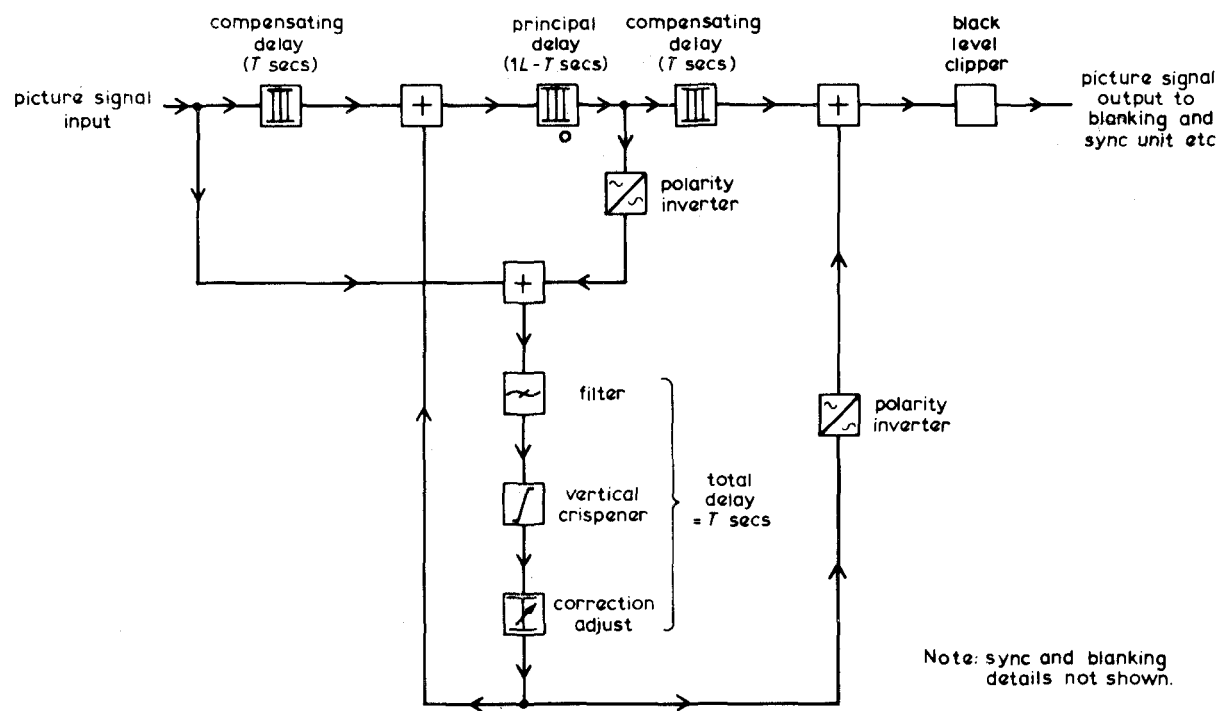 compensating
delay
(T secs)
principal
delay
(1L-T secs)
compensating
delay
(T secs)
black
level
clipper
picture signal
input
+
+
picture signal
output to
blanking and
sync unit etc
polarity
inverter
+
filter
polarity
inverter
vertical
crispener
total
delay
= T secs
correction
adjust
Note: sync and blanking
details not shown.